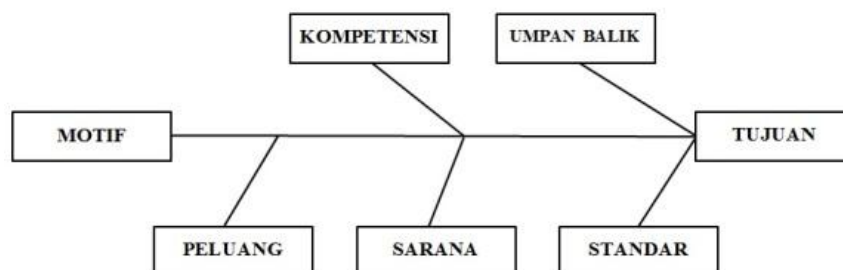 KOMPETENSI
UMPAN BALIK
MOTIF
TUJUAN
PELUANG
SARANA
STANDAR